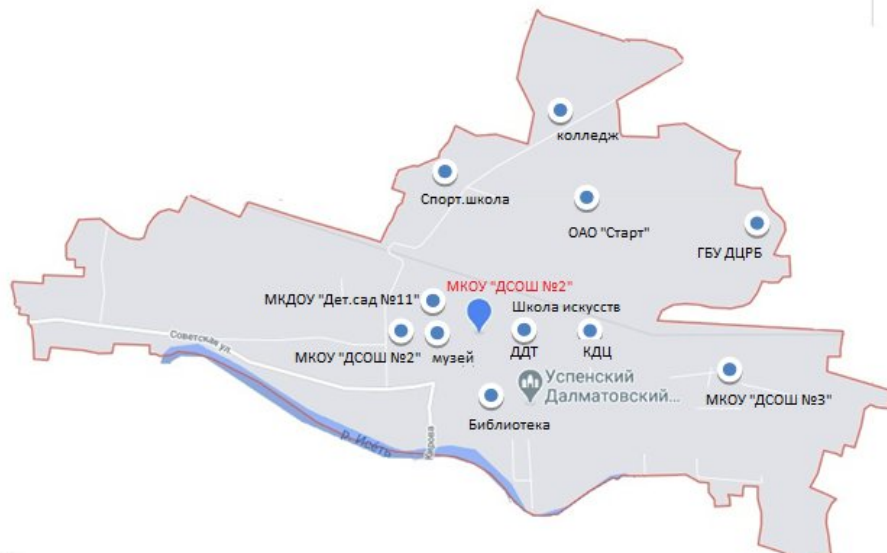 колледж
Спорт.школа
ОАО "Старт"
ГБУ ДЦРБ
МКОУ "ДСОШ №2"
МКДОУ "Дет.сад №11"
Школа искусств
Советская ул.
МКОУ "ДСОШ №2"
музей
ДДТ
КДЦ
Успенский
Далматовский...
МКОУ "ДСОШ №3"
Библиотека
р. Исеть
Кирова